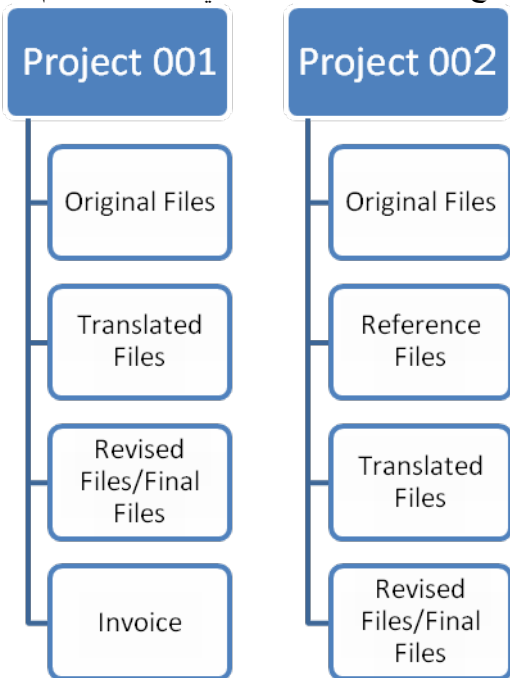 Project 001
Original Files
Translated
Files
Revised
Files/Final
Files
Invoice
Project 002
Original Files
Reference
Files
Translated
Files
Revised
Files/Final
Files